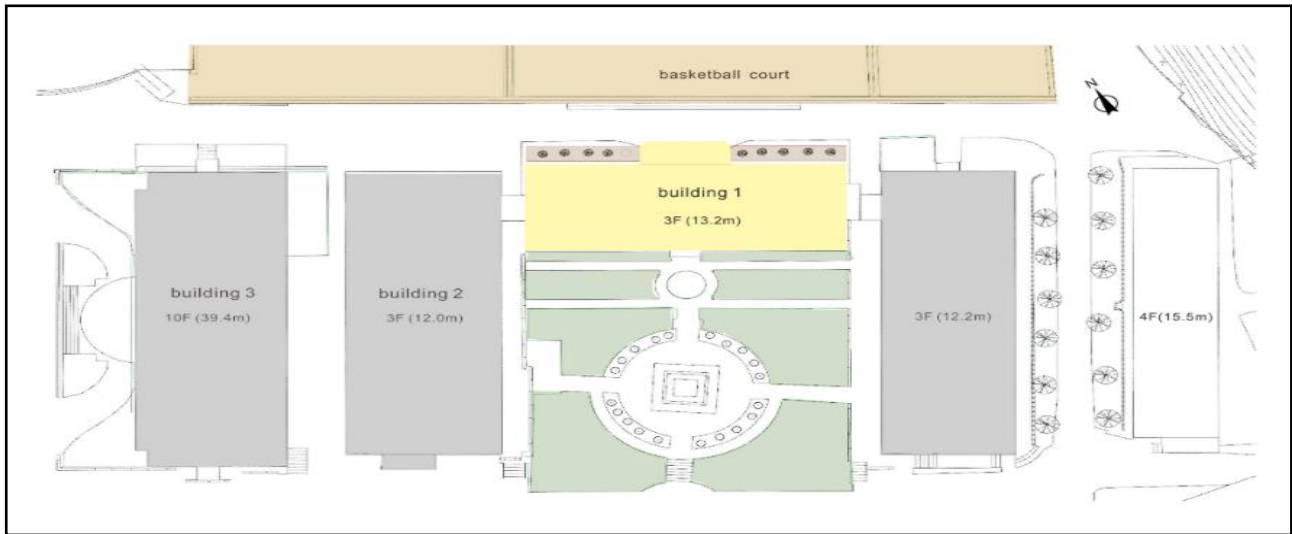 basketball court
N
building 1
3F (13.2m)
building 3
10F (39.4m)
building 2
3F (12.0m)
3F (12.2m)
4F(15.5m)